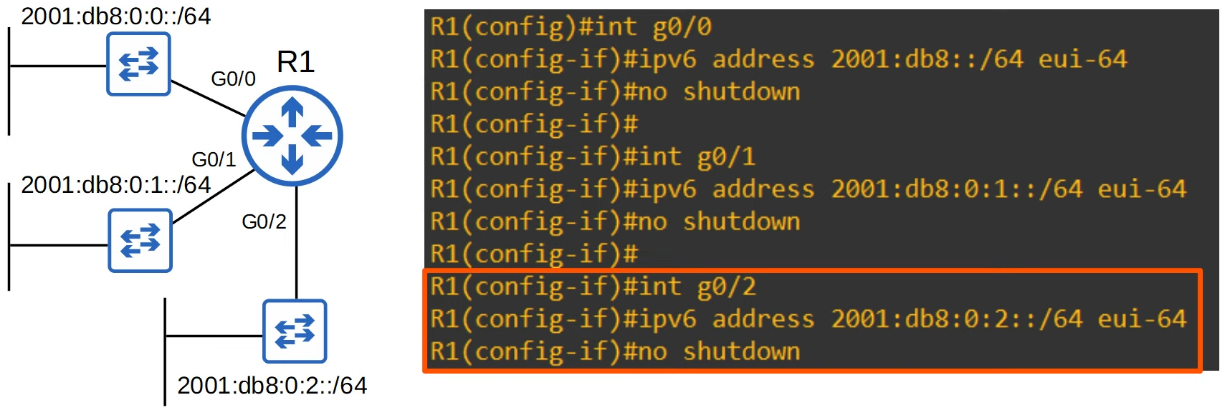 2001:db8:0:0::/64
R1
G0/0
G0/1
2001:db8:0:1::/64
G0/2
2001:db8:0:2::/64
R1(config)#int g0/0
R1(config-if)#ipv6 address 2001:db8::/64 eui-64
R1(config-if)#no shutdown
R1(config-if)#
R1(config-if)#int g0/1
R1(config-if)#ipv6 address 2001:db8:0:1::/64 eui-64
R1(config-if)#no shutdown
R1(config-if)#
R1(config-if)#int g0/2
R1(config-if)#ipv6 address 2001:db8:0:2::/64 eui-64
R1(config-if)#no shutdown